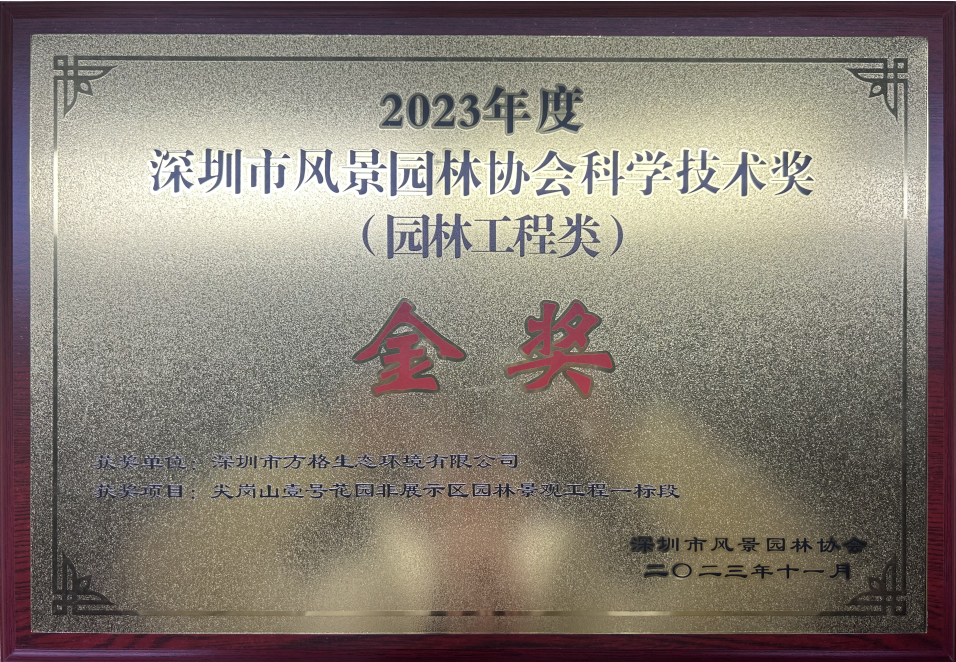 2023年度
深圳市风景园林协会科学技术奖
（园林工程类）
金奖
获奖单位：深圳市方格生态环境有限公司
获奖项目：尖岗山壹号花园非展示区园林景观工程一标段
深圳市风景园林协会
二〇二三年十一月